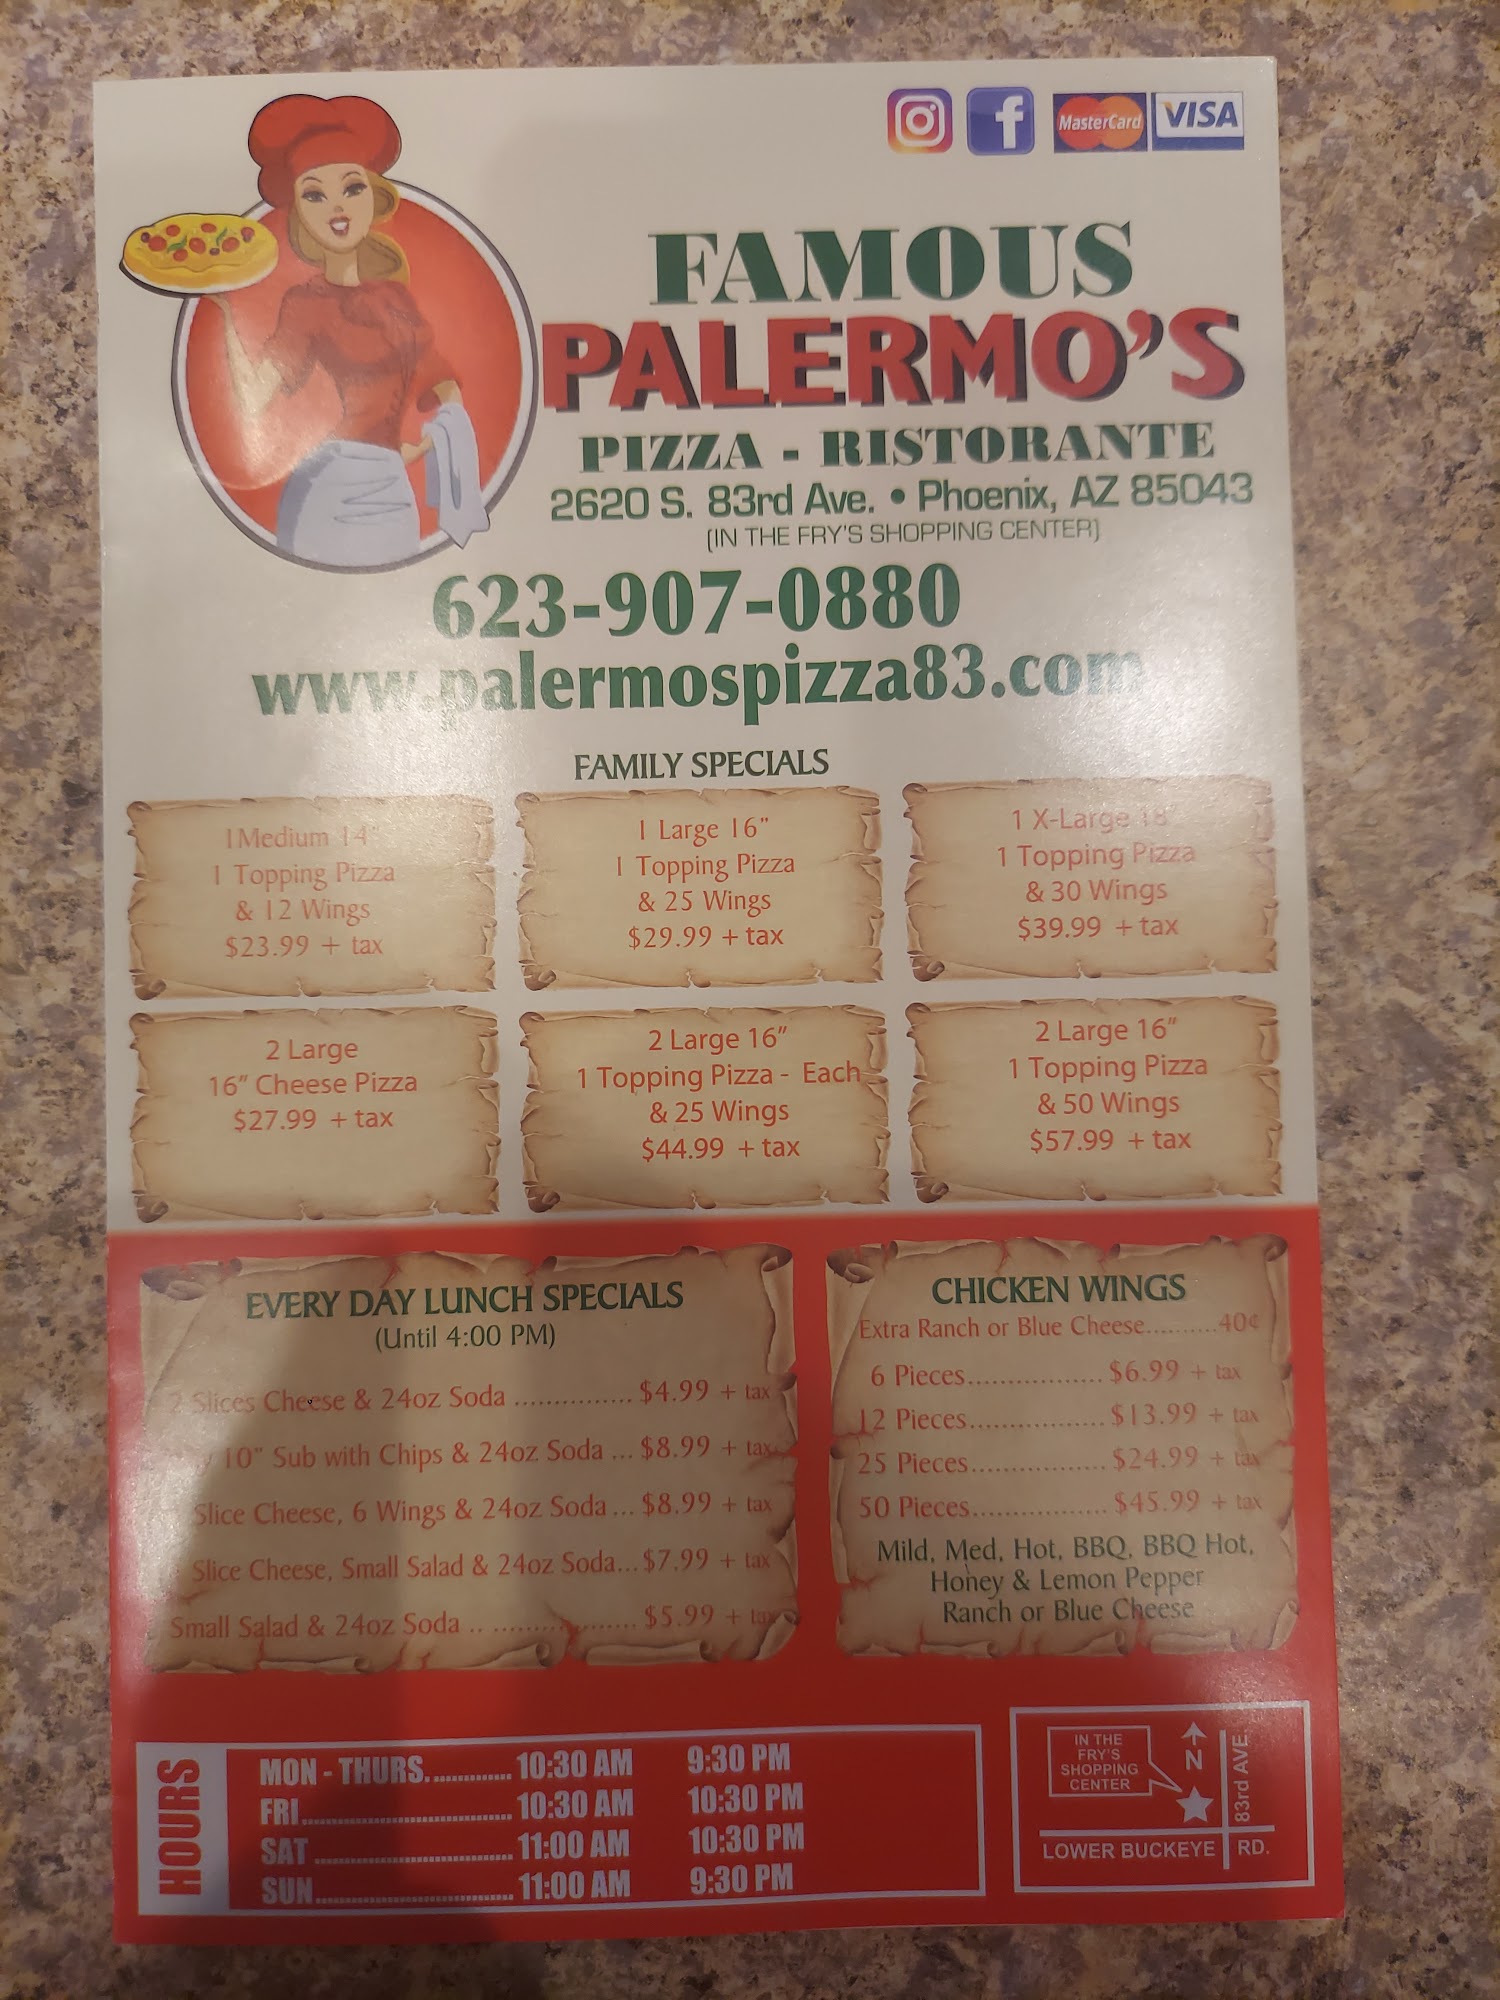 MasterCard VISA
FAMOUS
PALERMO'S
PIZZA - RISTORANTE
2620 S. 83rd Ave. • Phoenix, AZ 85043
(IN THE FRY'S SHOPPING CENTER)
623-907-0880
www.palermospizza83.com
FAMILY SPECIALS
1 Medium 14"
1 Topping Pizza
& 12 Wings
$23.99 + tax
1 Large 16"
1 Topping Pizza
& 25 Wings
$29.99 + tax
1 X-Large 18"
1 Topping Pizza
& 30 Wings
$39.99 + tax
2 Large
16" Cheese Pizza
$27.99 + tax
2 Large 16"
1 Topping Pizza - Each
& 25 Wings
$44.99 + tax
2 Large 16"
1 Topping Pizza
& 50 Wings
$57.99 + tax
EVERY DAY LUNCH SPECIALS
(Until 4:00 PM)
2 Slices Cheese & 24oz Soda ............... $4.99 + tax
10" Sub with Chips & 24oz Soda ... $8.99 + tax
Slice Cheese, 6 Wings & 24oz Soda ... $8.99 + tax
Slice Cheese, Small Salad & 24oz Soda... $7.99 + tax
Small Salad & 24oz Soda .. .................. $5.99 + tax
CHICKEN WINGS
Extra Ranch or Blue Cheese..........40¢
6 Pieces................. $6.99 + tax
12 Pieces................. $13.99 + tax
25 Pieces................. $24.99 + tax
50 Pieces................. $45.99 + tax
Mild, Med, Hot, BBQ, BBQ Hot,
Honey & Lemon Pepper
Ranch or Blue Cheese
HOURS
MON - THURS.............. 10:30 AM 9:30 PM
FRI.............................. 10:30 AM 10:30 PM
SAT ............................ 11:00 AM 10:30 PM
SUN............................ 11:00 AM 9:30 PM
IN THE
FRY'S
SHOPPING
CENTER
N
83rd AVE.
LOWER BUCKEYE RD.